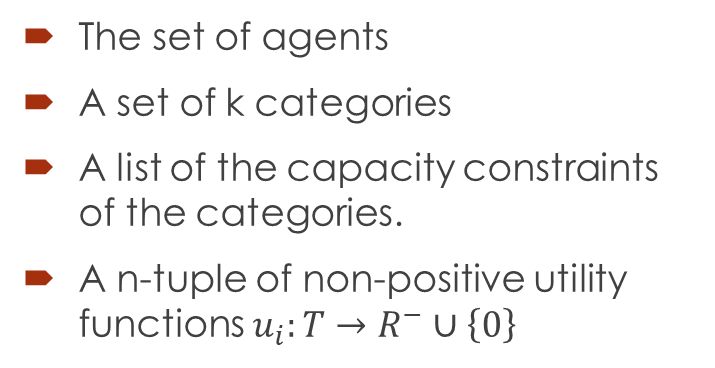 The set of agents
A set of k categories
A list of the capacity constraints
of the categories.
A n-tuple of non-positive utility
functions uᵢ: T → R⁻ ∪ {0}